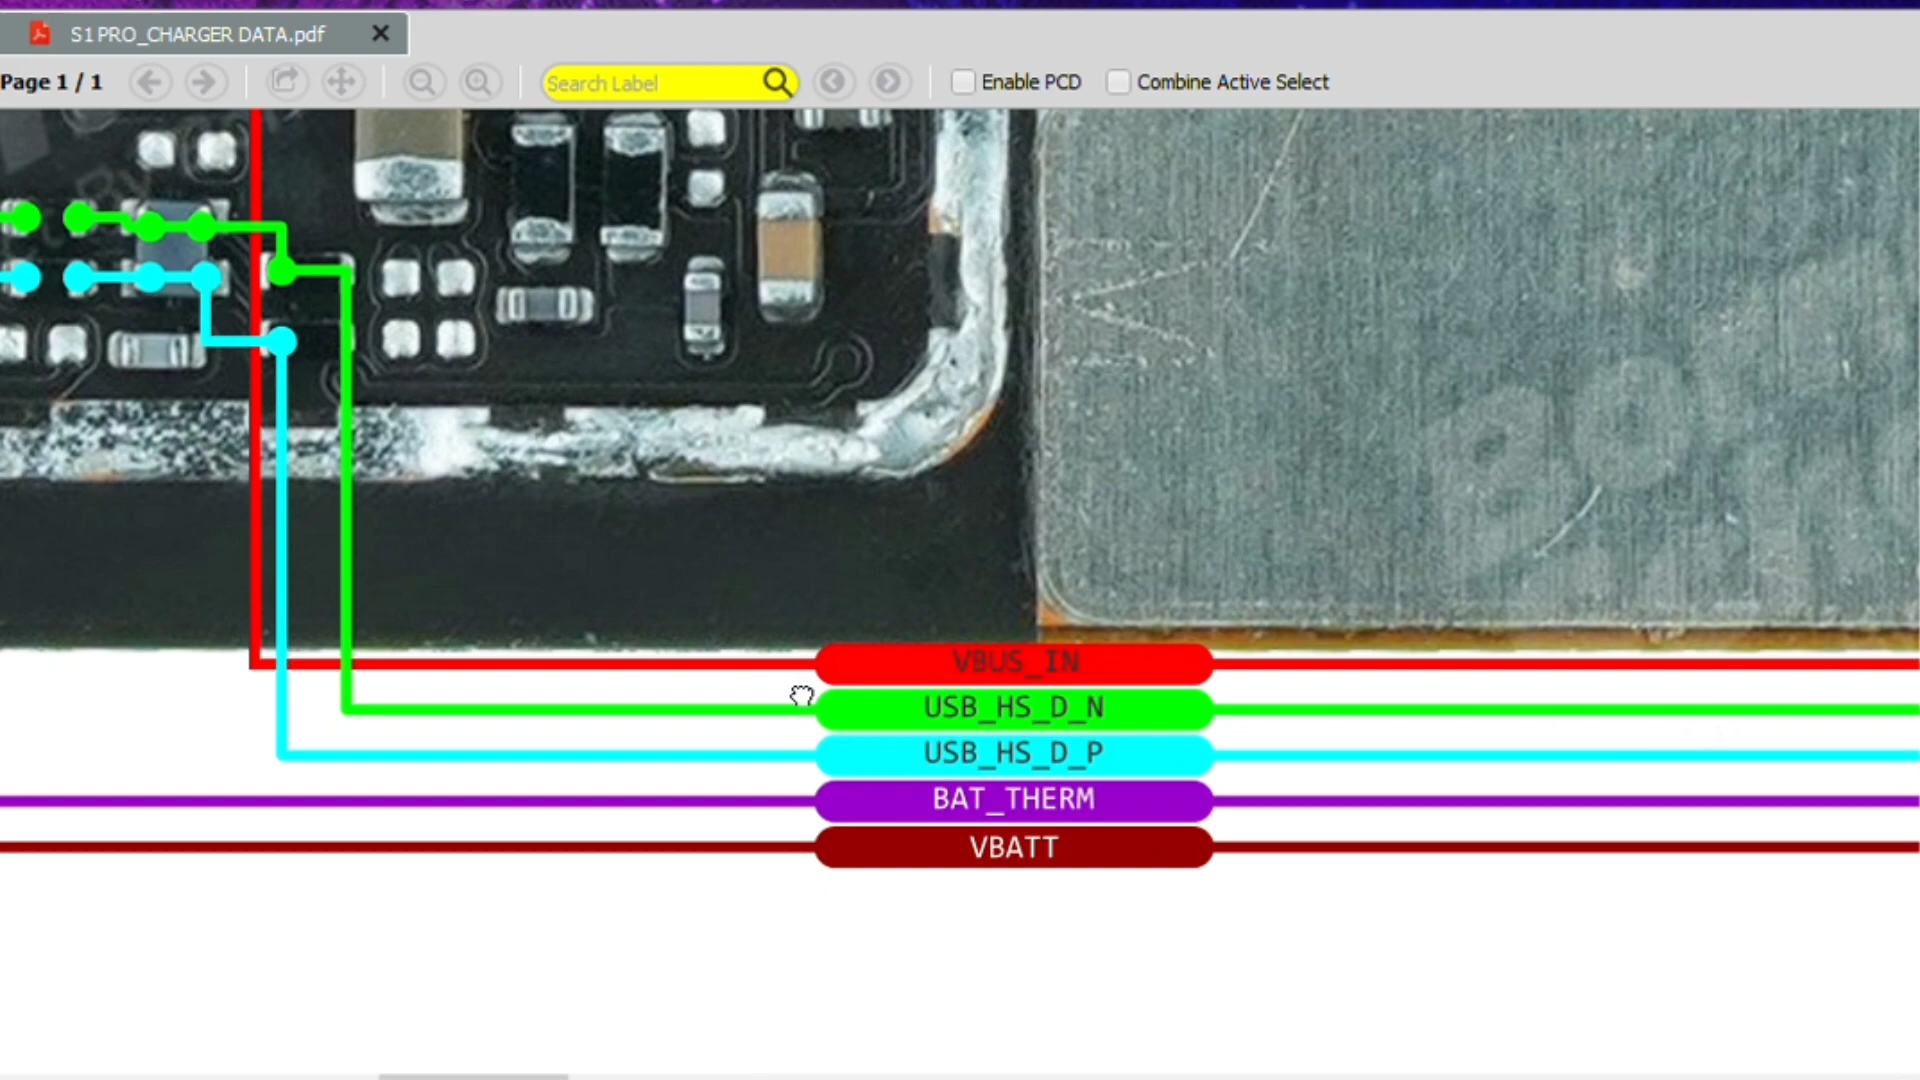 S1 PRO_CHARGER DATA.pdf
Page 1 / 1
Search Label
Enable PCD
Combine Active Select
By
VBUS_IN
USB_HS_D_N
USB_HS_D_P
BAT_THERM
VBATT